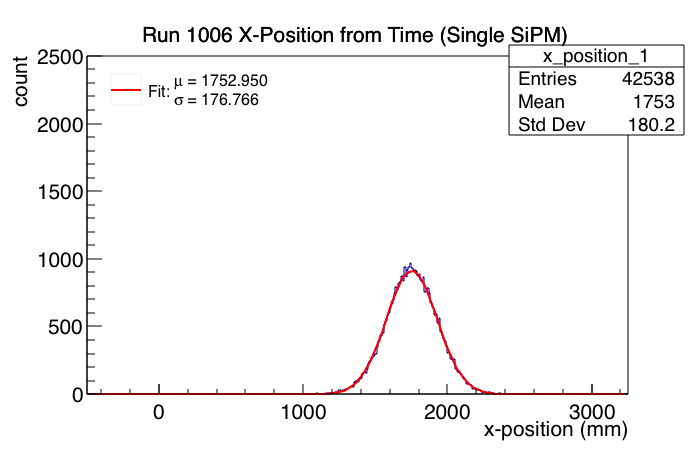 Run 1006 X-Position from Time (Single SiPM)
x_position_1
Entries 42538
Mean 1753
Std Dev 180.2
Fit: μ = 1752.950
σ = 176.766
count
2500
2000
1500
1000
500
0
0 1000 2000 3000
x-position (mm)